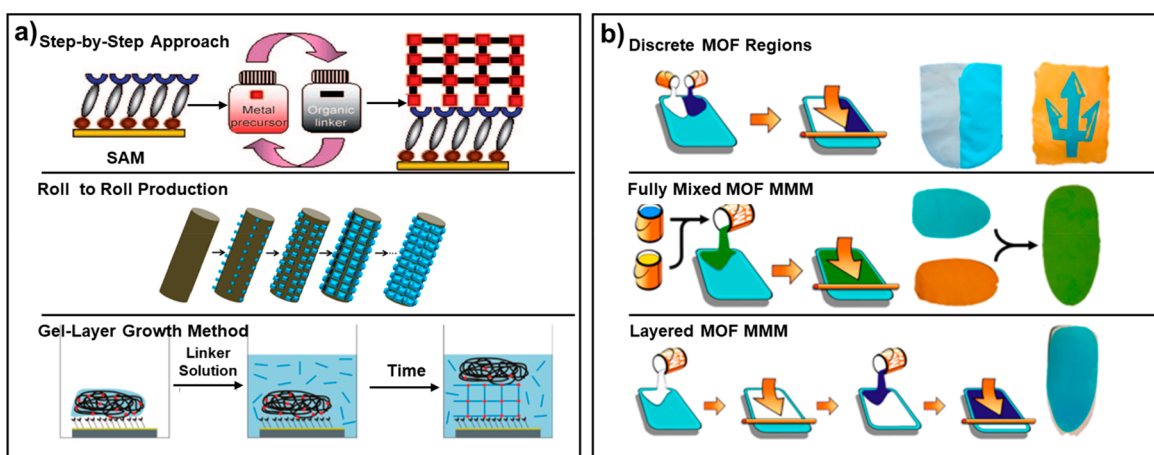 a)
Step-by-Step Approach
Metal
precursor
Organic
linker
SAM
Roll to Roll Production
Gel-Layer Growth Method
Linker
Solution
Time
b)
Discrete MOF Regions
Fully Mixed MOF MMM
Layered MOF MMM